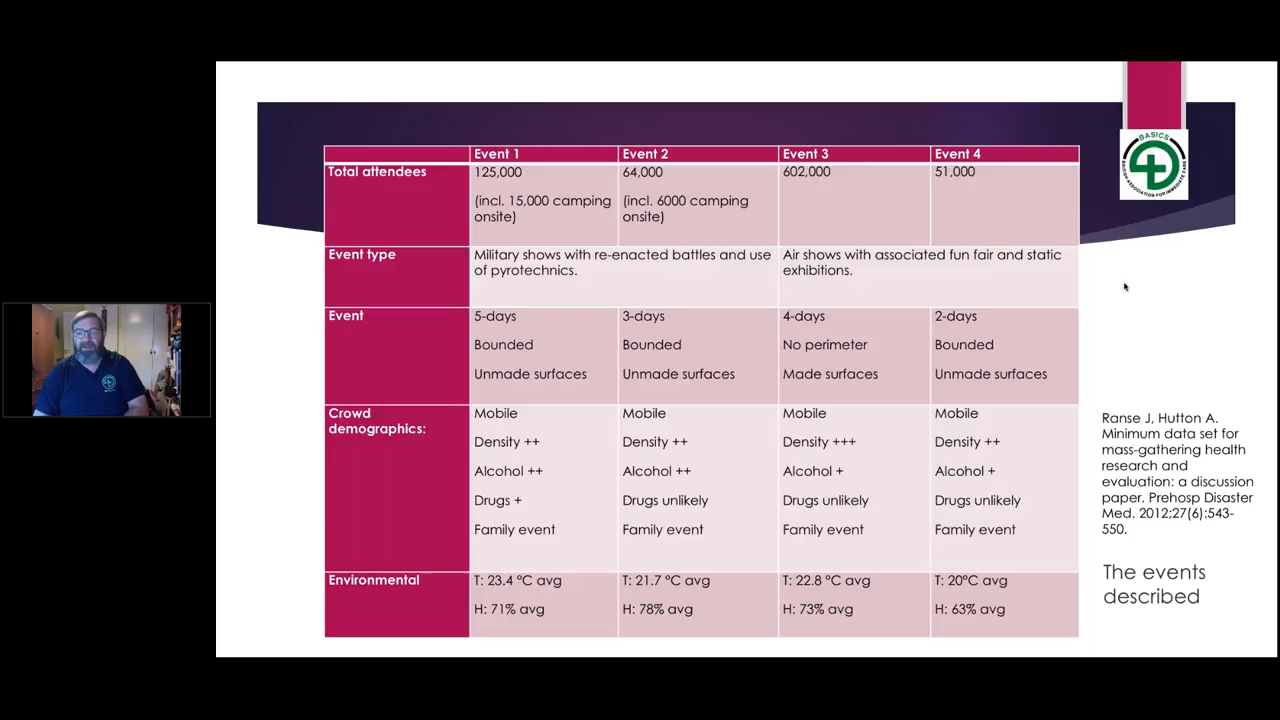 Event 1 Event 2 Event 3 Event 4
Total attendees 125,000 64,000 602,000 51,000
(incl. 15,000 camping (incl. 6000 camping
onsite) onsite)
Event type Military shows with re-enacted battles and use Air shows with associated fun fair and static
of pyrotechnics. exhibitions.
Event 5-days 3-days 4-days 2-days
Bounded Bounded No perimeter Bounded
Unmade surfaces Unmade surfaces Made surfaces Unmade surfaces
Crowd Mobile Mobile Mobile Mobile
demographics:
Density ++ Density ++ Density +++ Density ++
Alcohol ++ Alcohol ++ Alcohol + Alcohol +
Drugs + Drugs unlikely Drugs unlikely Drugs unlikely
Family event Family event Family event Family event
Environmental T: 23.4 °C avg T: 21.7 °C avg T: 22.8 °C avg T: 20°C avg
H: 71% avg H: 78% avg H: 73% avg H: 63% avg
BASICS
BRITISH ASSOCIATION FOR IMMEDIATE CARE
Ranse J, Hutton A.
Minimum data set for
mass-gathering health
research and
evaluation: a discussion
paper. Prehosp Disaster
Med. 2012;27(6):543-
550.
The events
described